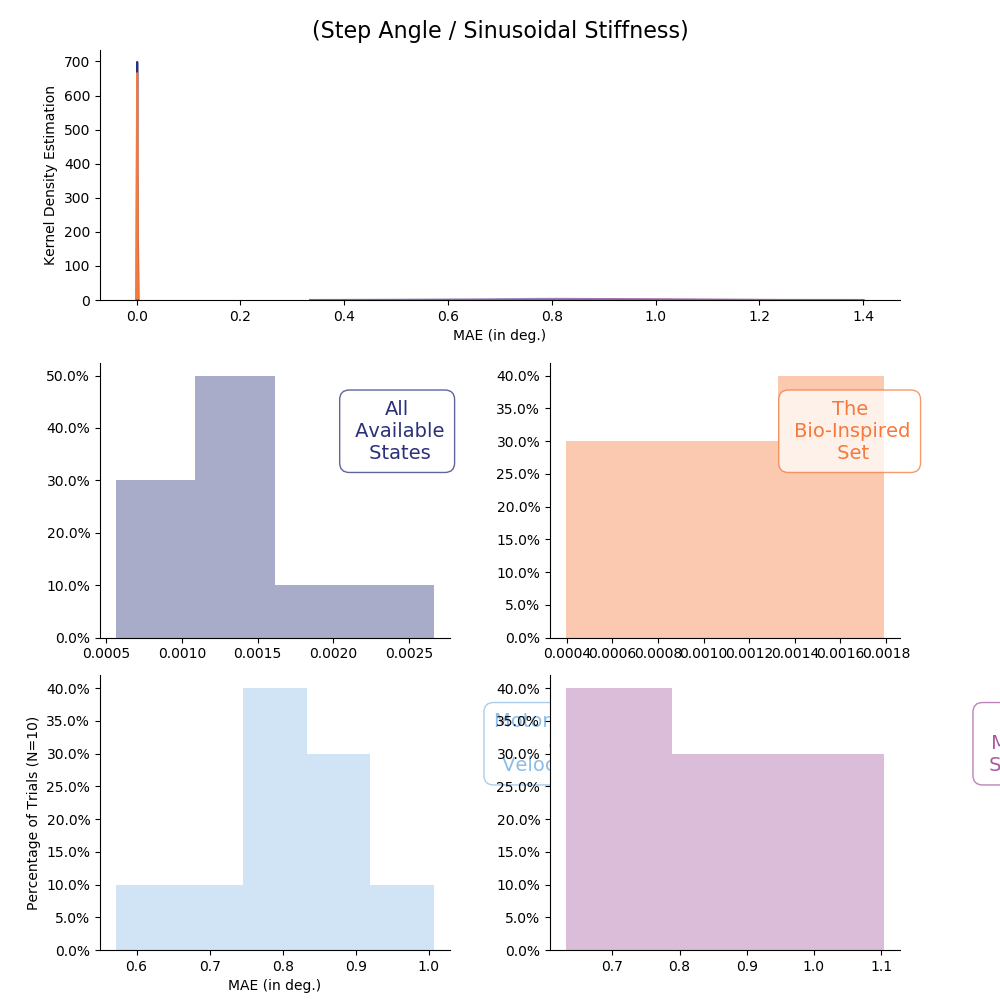 (Step Angle / Sinusoidal Stiffness)
Kernel Density Estimation
700
600
500
400
300
200
100
0
0.0 0.2 0.4 0.6 0.8 1.0 1.2 1.4
MAE (in deg.)
50.0%
40.0%
30.0%
20.0%
10.0%
0.0%
0.0005 0.0010 0.0015 0.0020 0.0025
All
Available
States
40.0%
35.0%
30.0%
25.0%
20.0%
15.0%
10.0%
5.0%
0.0%
0.0004 0.0006 0.0008 0.0010 0.0012 0.0014 0.0016 0.0018
The
Bio-Inspired
Set
Percentage of Trials (N=10)
40.0%
35.0%
30.0%
25.0%
20.0%
15.0%
10.0%
5.0%
0.0%
0.6 0.7 0.8 0.9 1.0
MAE (in deg.)
Motor
Veloc
40.0%
35.0%
30.0%
25.0%
20.0%
15.0%
10.0%
5.0%
0.0%
0.7 0.8 0.9 1.0 1.1
M
S